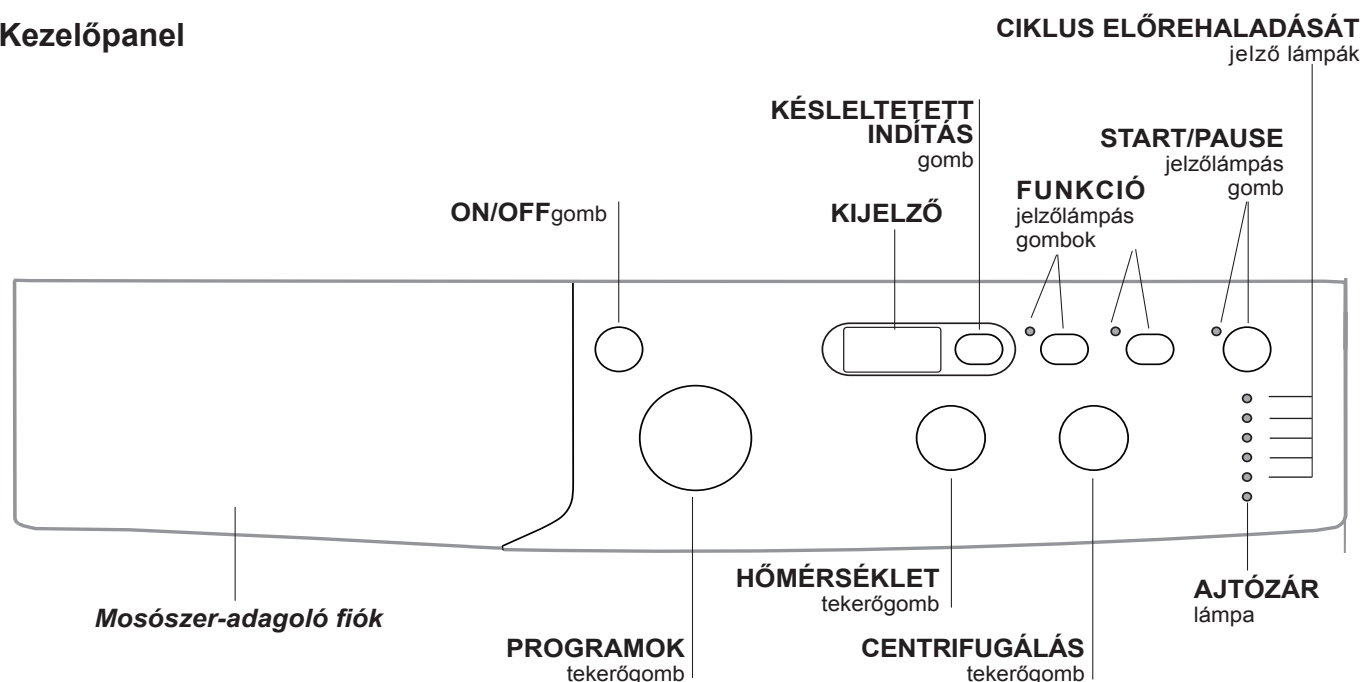 Kezelőpanel
CIKLUS ELŐREHALADÁSÁT
jelző lámpák
KÉSLELTETETT
INDÍTÁS
gomb
START/PAUSE
jelzőlámpás
gomb
FUNKCIÓ
jelzőlámpás
gombok
ON/OFFgomb
KIJELZŐ
HŐMÉRSÉKLET
tekerőgomb
AJTÓZÁR
lámpa
Mosószer-adagoló fiók
PROGRAMOK
tekerőgomb
CENTRIFUGÁLÁS
tekerőgomb